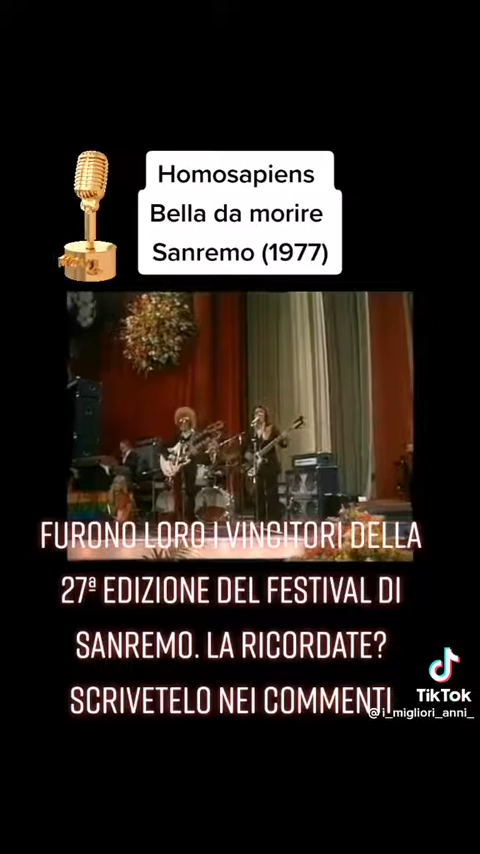 Homosapiens
Bella da morire
Sanremo (1977)
FURONO LORO I VINCITORI DELLA
27ª EDIZIONE DEL FESTIVAL DI
SANREMO. LA RICORDATE?
SCRIVETELO NEI COMMENTI
TikTok
@i_migliori_anni_